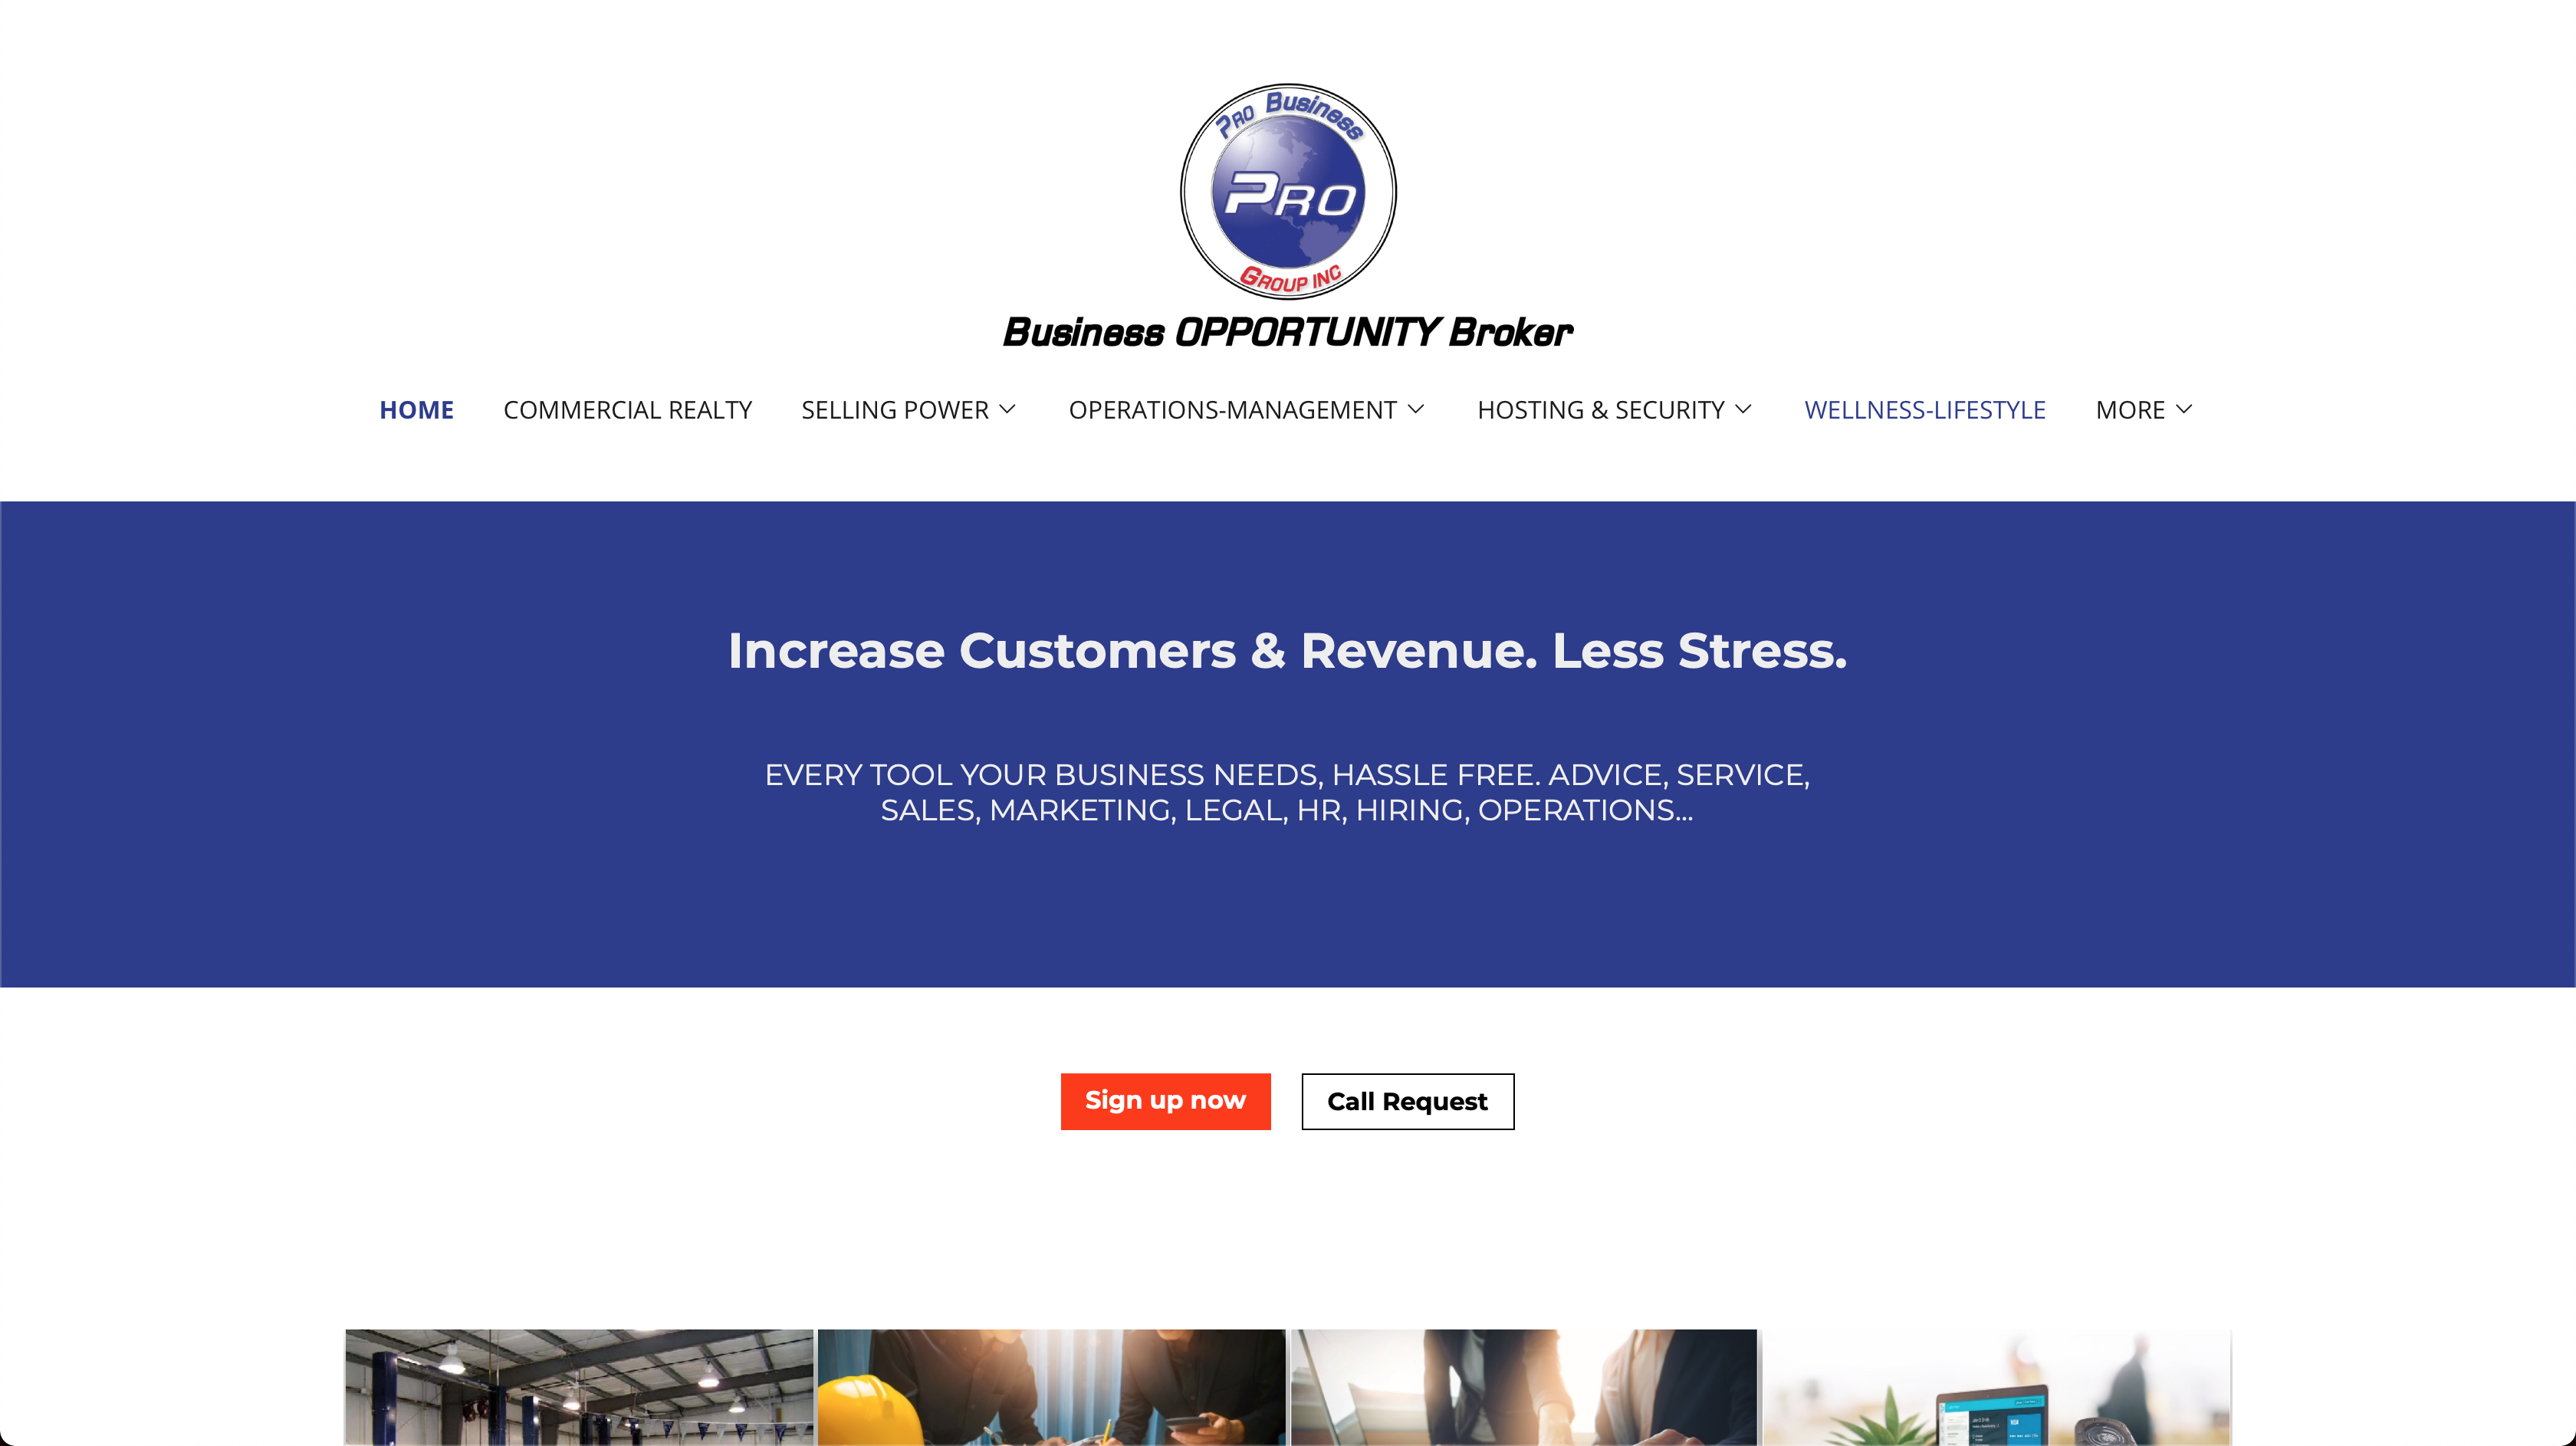 Pro Business
PRO
GROUP INC
Business OPPORTUNITY Broker
HOME
COMMERCIAL REALTY
SELLING POWER
OPERATIONS-MANAGEMENT
HOSTING & SECURITY
WELLNESS-LIFESTYLE
MORE
Increase Customers & Revenue. Less Stress.
EVERY TOOL YOUR BUSINESS NEEDS, HASSLE FREE. ADVICE, SERVICE,
SALES, MARKETING, LEGAL, HR, HIRING, OPERATIONS...
Sign up now
Call Request